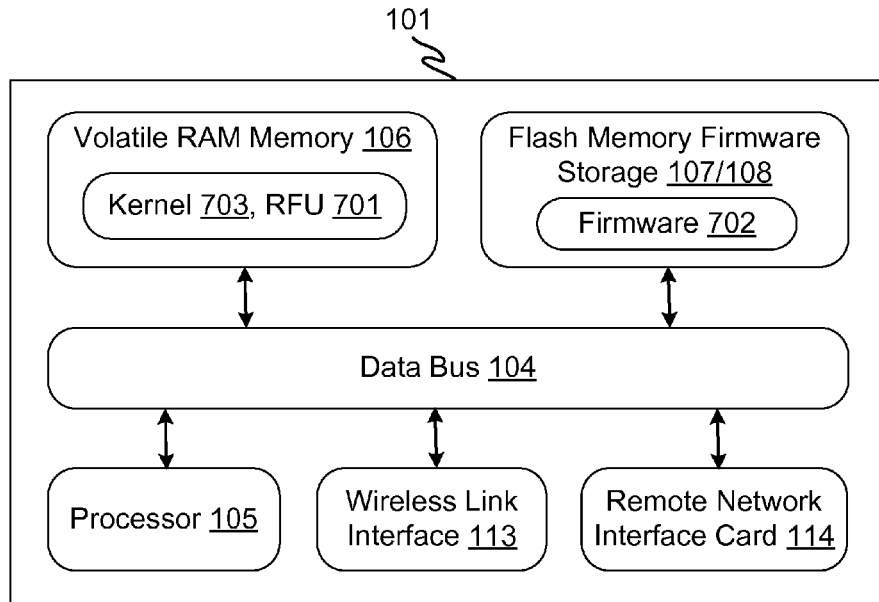 101
Volatile RAM Memory 106
Kernel 703, RFU 701
Flash Memory Firmware
Storage 107/108
Firmware 702
Data Bus 104
Processor 105
Wireless Link
Interface 113
Remote Network
Interface Card 114